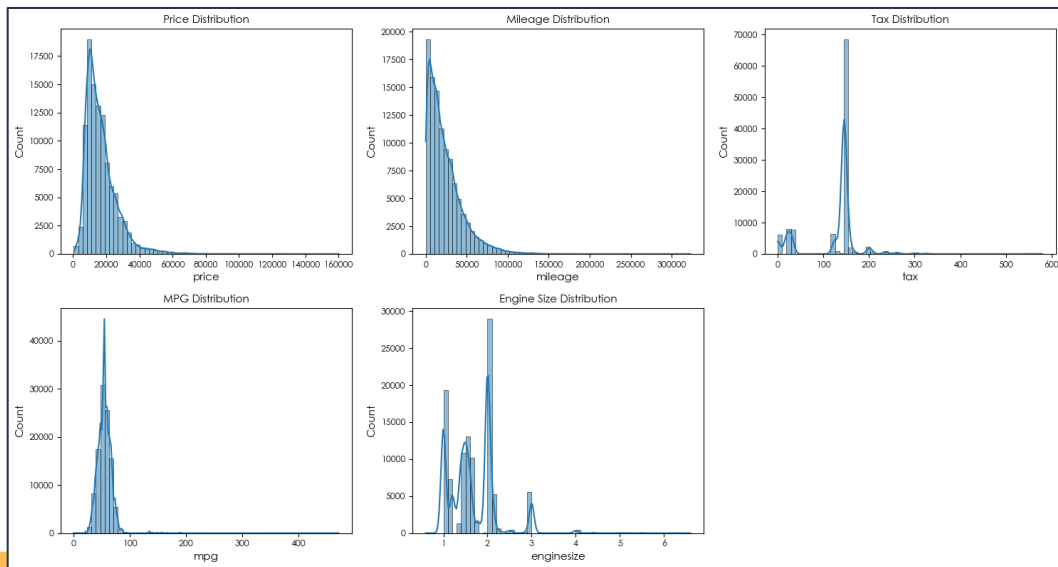 Price Distribution
Count
17500
15000
12500
10000
7500
5000
2500
0
0 20000 40000 60000 80000 100000 120000 140000 160000
price
Mileage Distribution
Count
20000
17500
15000
12500
10000
7500
5000
2500
0
0 50000 100000 150000 200000 250000 300000
mileage
Tax Distribution
Count
70000
60000
50000
40000
30000
20000
10000
0
0 100 200 300 400 500 600
tax
MPG Distribution
Count
40000
30000
20000
10000
0
0 100 200 300 400
mpg
Engine Size Distribution
Count
30000
25000
20000
15000
10000
5000
0
1 2 3 4 5 6
enginesize